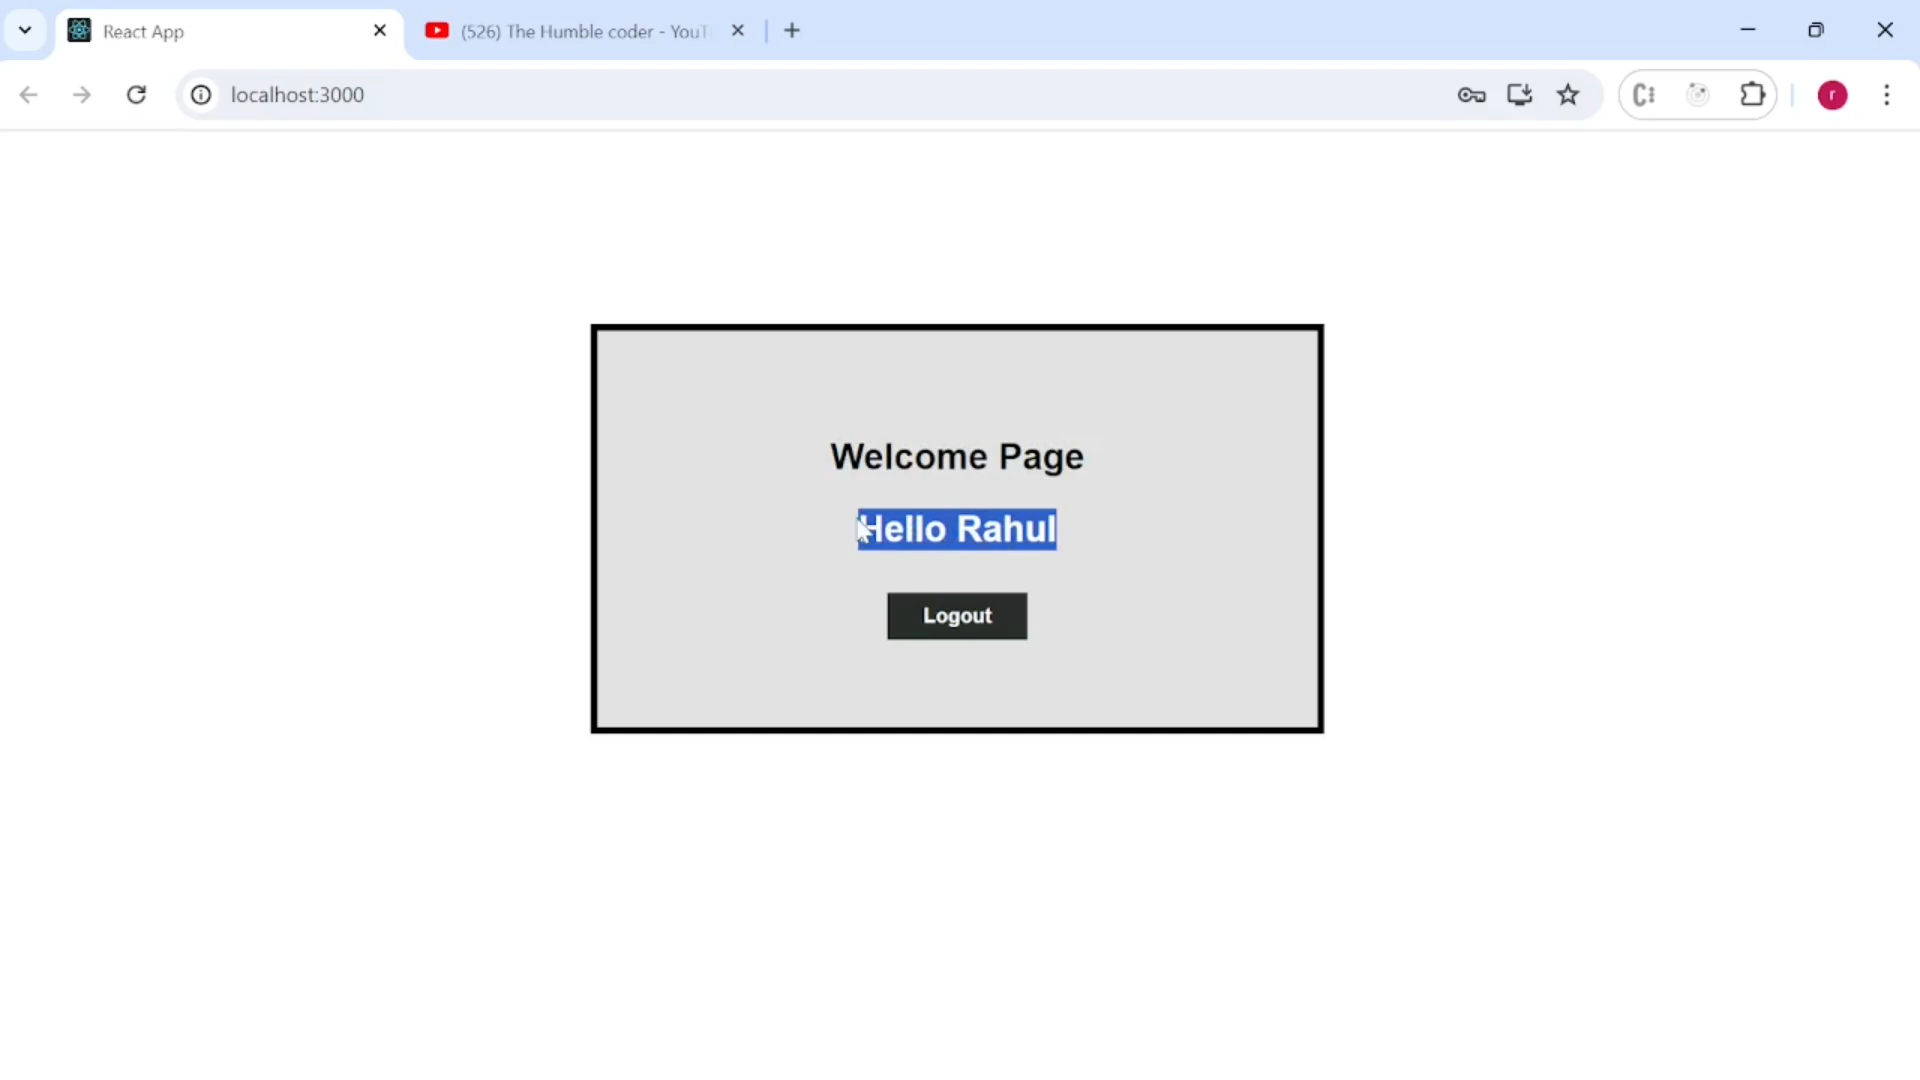 React App
(526) The Humble coder - YouT
localhost:3000
r
Welcome Page
Hello Rahul
Logout